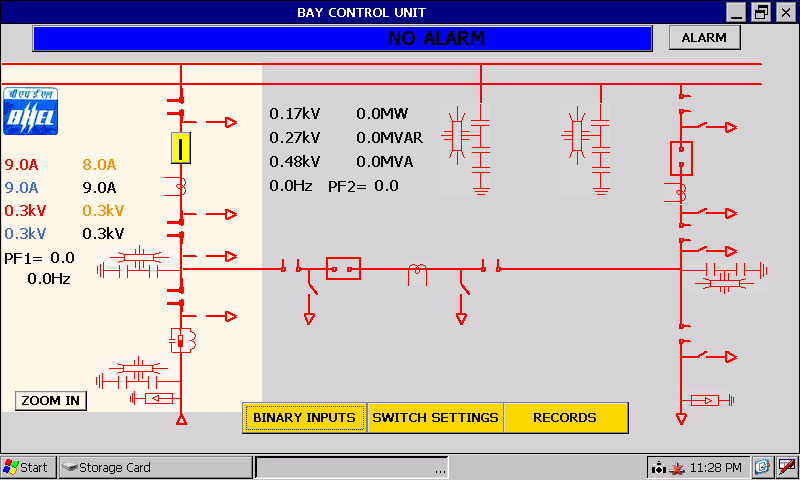 BAY CONTROL UNIT
NO ALARM
ALARM
बी एच ई एल
BHEL
0.17kV 0.0MW
0.27kV 0.0MVAR
0.48kV 0.0MVA
0.0Hz PF2= 0.0
9.0A 8.0A
9.0A 9.0A
0.3kV 0.3kV
0.3kV 0.3kV
PF1= 0.0
0.0Hz
ZOOM IN
BINARY INPUTS SWITCH SETTINGS RECORDS
Start Storage Card ... 11:28 PM